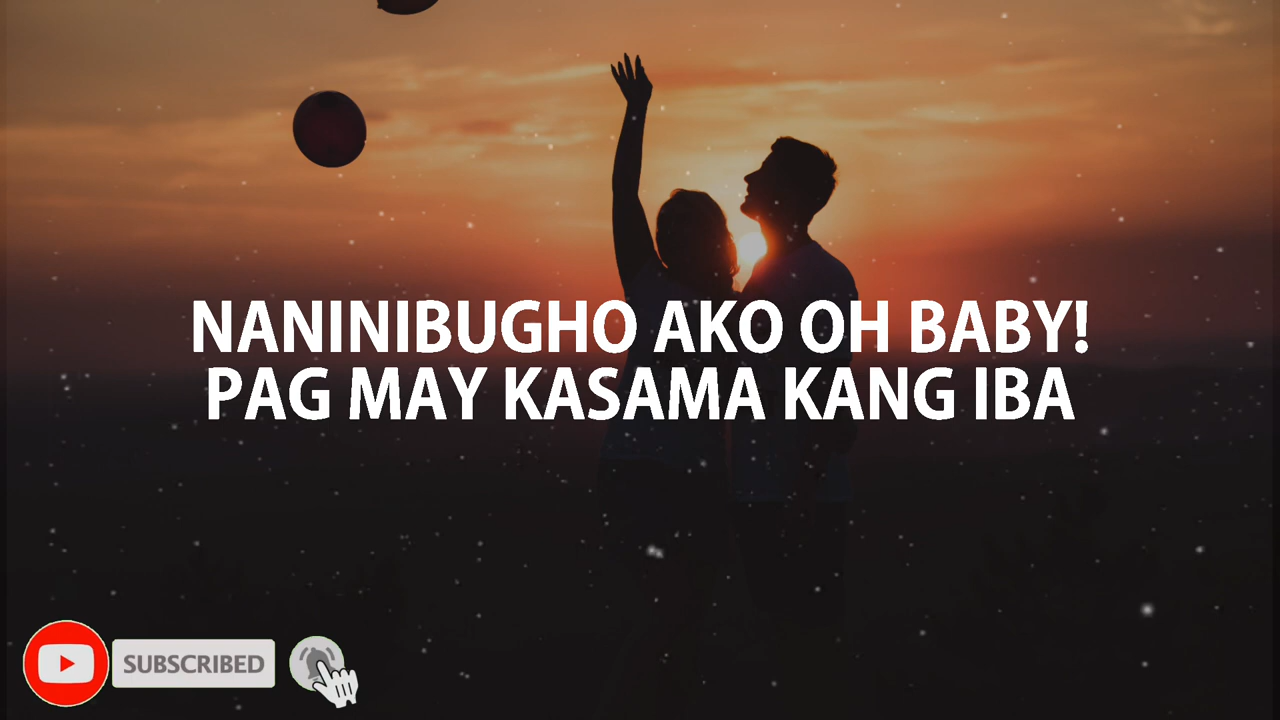 NANINIBUGHO AKO OH BABY!
PAG MAY KASAMA KANG IBA
SUBSCRIBED